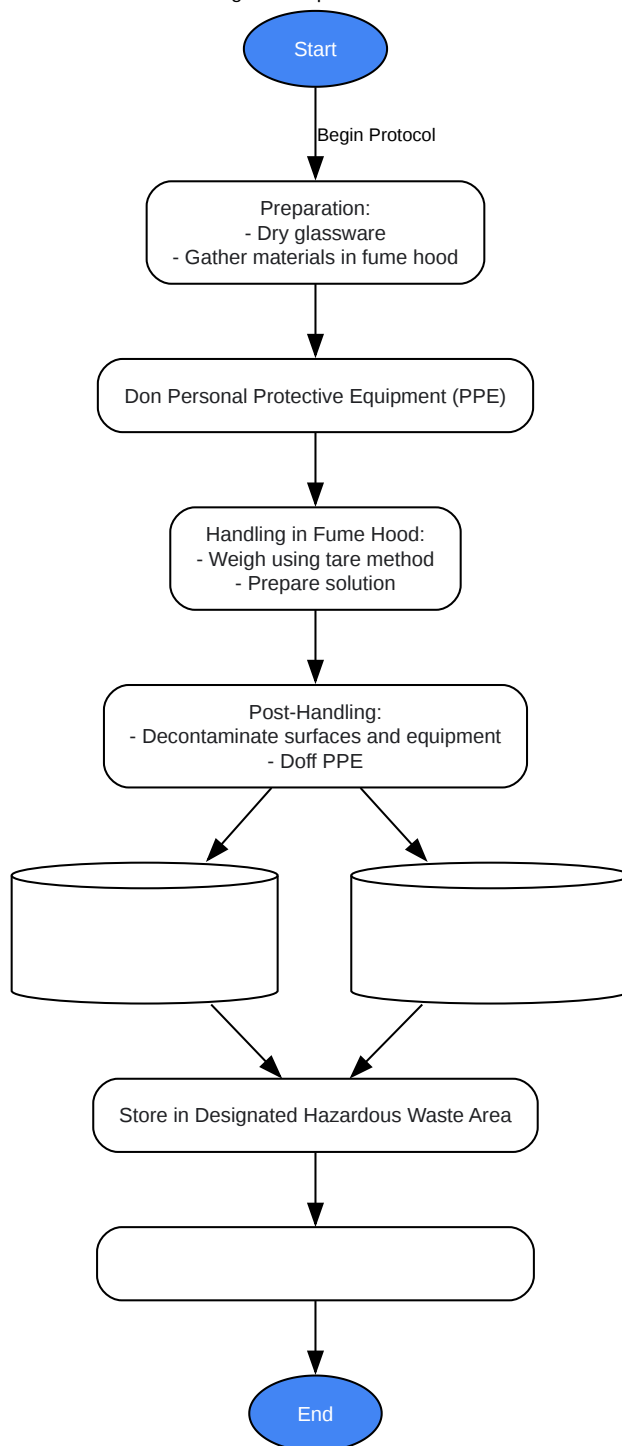 Start
Begin Protocol
Preparation:
- Dry glassware
- Gather materials in fume hood
Don Personal Protective Equipment (PPE)
Handling in Fume Hood:
- Weigh using tare method
- Prepare solution
Post-Handling:
- Decontaminate surfaces and equipment
- Doff PPE
Store in Designated Hazardous Waste Area
End